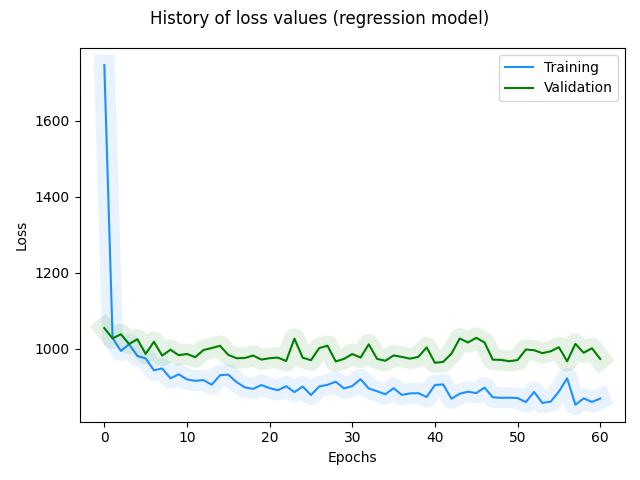 History of loss values (regression model)
Training
Validation
1600
1400
1200
1000
Loss
0 10 20 30 40 50 60
Epochs